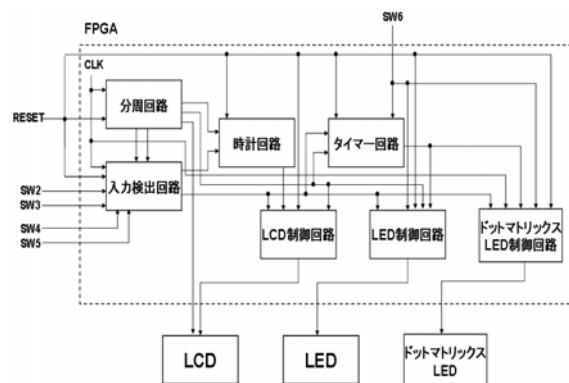 SW6
FPGA
CLK
分周回路
RESET
時計回路
タイマー回路
入力検出回路
SW2
SW3
SW4
SW5
LCD制御回路
LED制御回路
ドットマトリックス
LED制御回路
LCD
LED
ドットマトリックス
LED